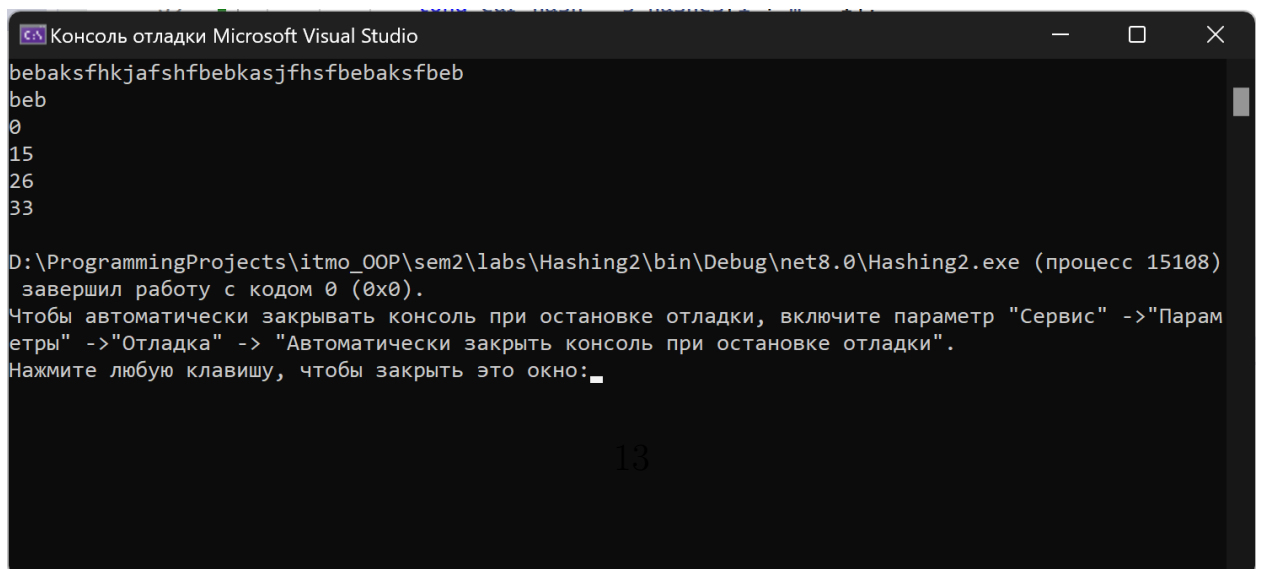 Консоль отладки Microsoft Visual Studio
bebaksfhkjafshfbebkasjfhsfbebaksfbeb
beb
0
15
26
33
D:\ProgrammingProjects\itmo_OOP\sem2\labs\Hashing2\bin\Debug\net8.0\Hashing2.exe (процесс 15108)
завершил работу с кодом 0 (0x0).
Чтобы автоматически закрывать консоль при остановке отладки, включите параметр "Сервис" ->"Парам
етры" ->"Отладка" -> "Автоматически закрыть консоль при остановке отладки".
Нажмите любую клавишу, чтобы закрыть это окно:
13